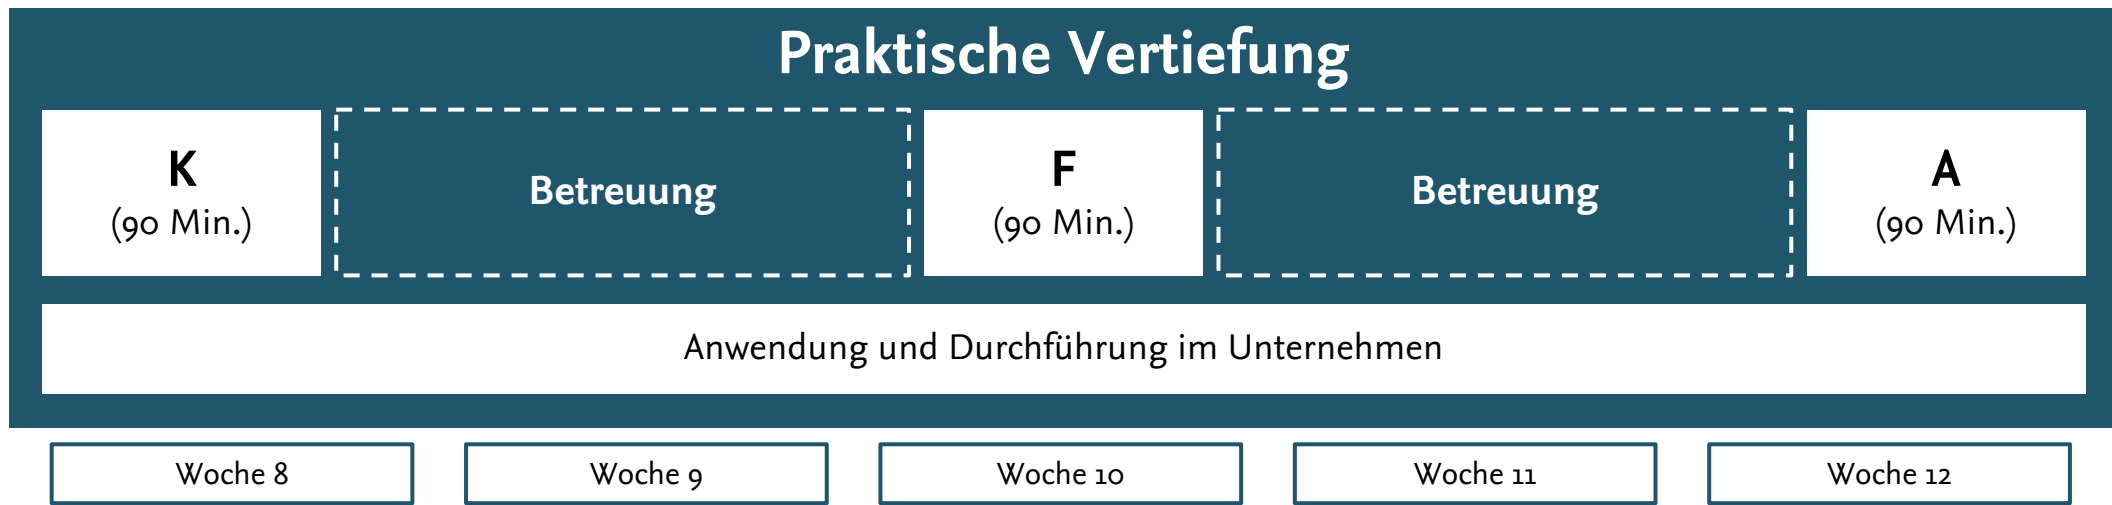 Praktische Vertiefung
K
(90 Min.)
Betreuung
F
(90 Min.)
Betreuung
A
(90 Min.)
Anwendung und Durchführung im Unternehmen
Woche 8
Woche 9
Woche 10
Woche 11
Woche 12